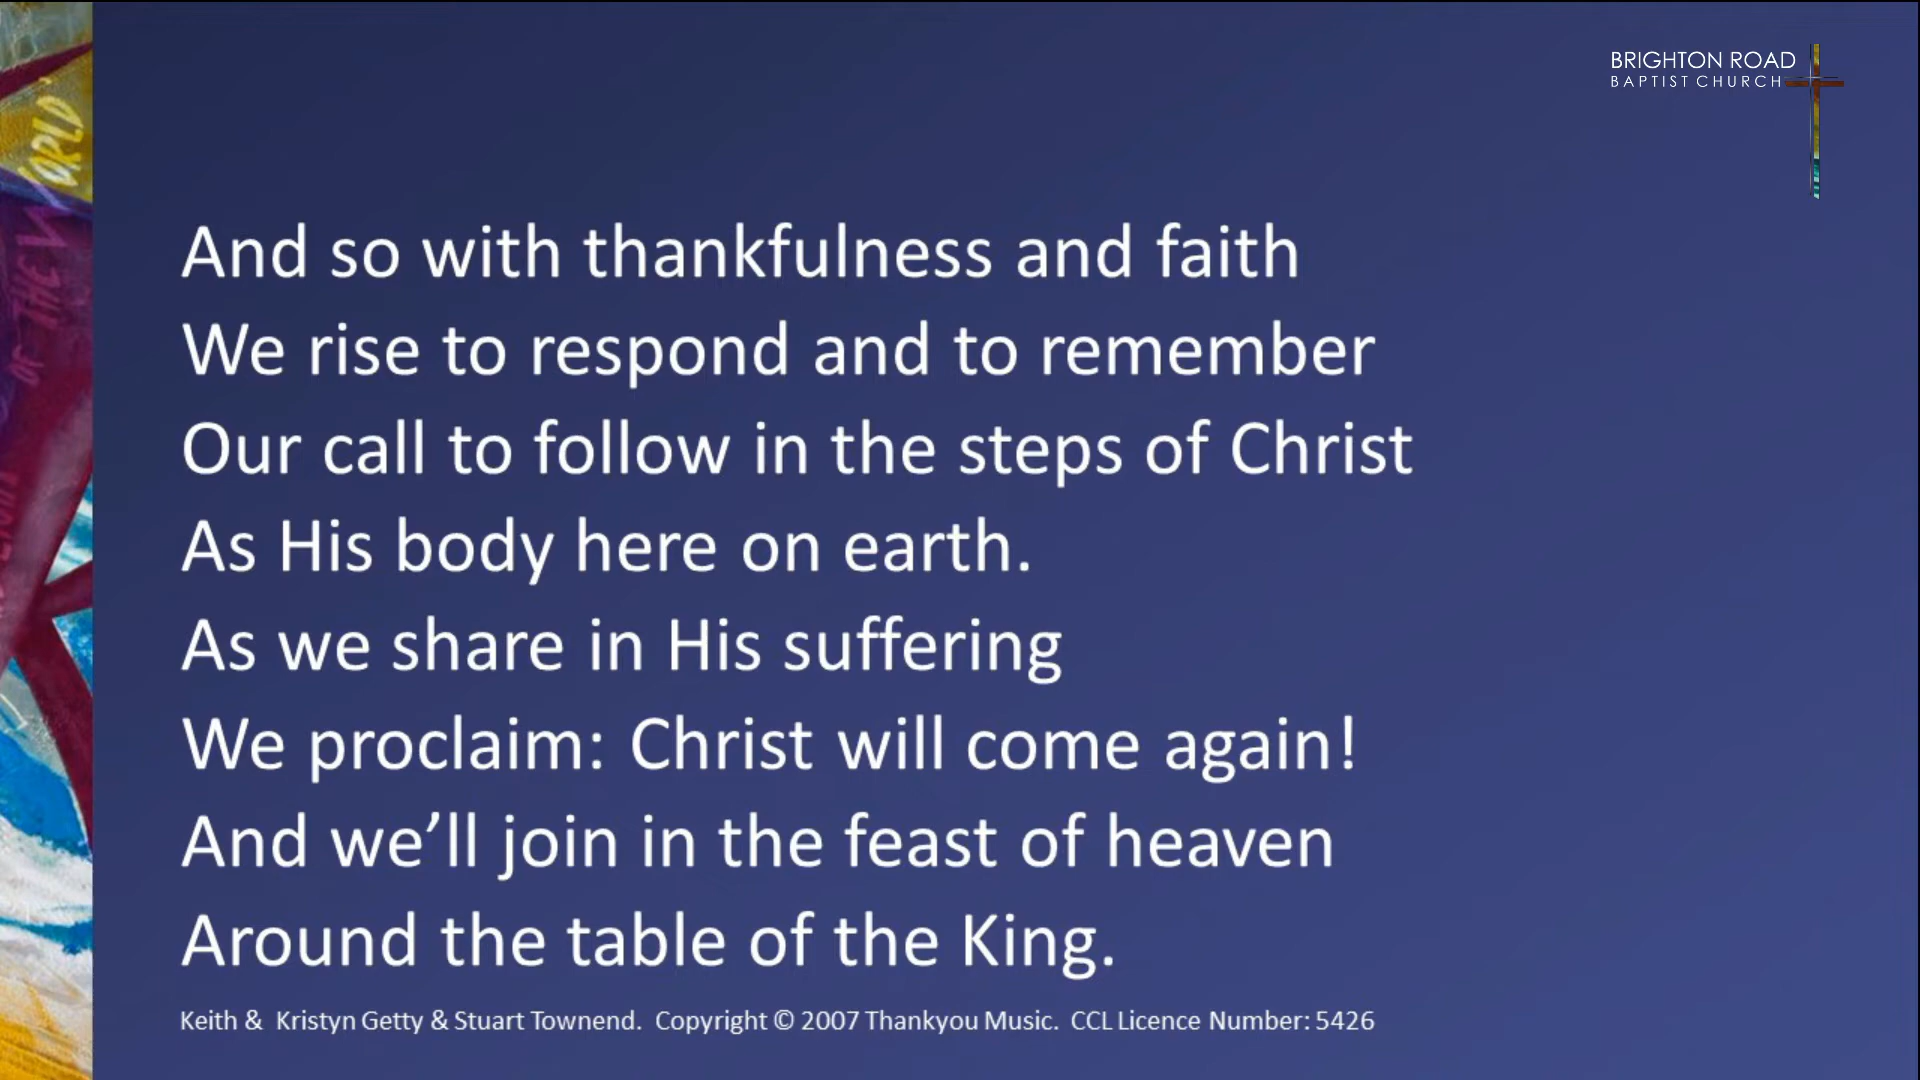 BRIGHTON ROAD
BAPTIST CHURCH
WORLD
OF THE
And so with thankfulness and faith
We rise to respond and to remember
Our call to follow in the steps of Christ
As His body here on earth.
As we share in His suffering
We proclaim: Christ will come again!
And we’ll join in the feast of heaven
Around the table of the King.
Keith & Kristyn Getty & Stuart Townend. Copyright © 2007 Thankyou Music. CCL Licence Number: 5426